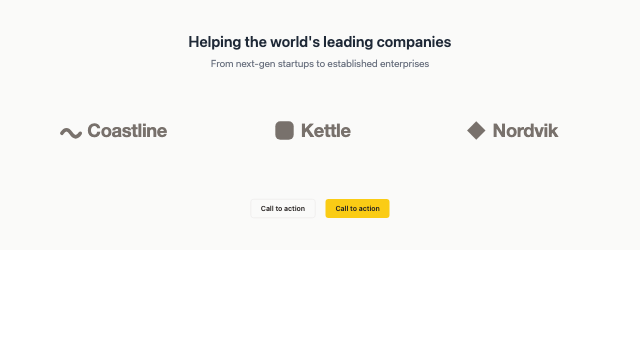 Helping the world's leading companies
From next-gen startups to established enterprises
Coastline
Kettle
Nordvik
Call to action
Call to action